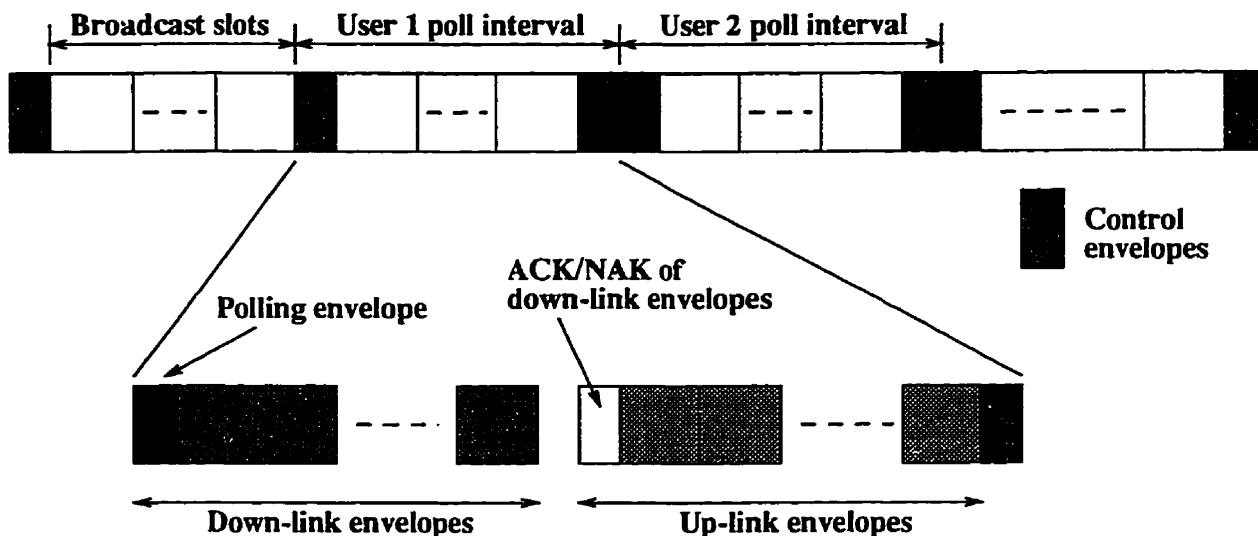 Broadcast slots
User 1 poll interval
User 2 poll interval
Control
envelopes
ACK/NAK of
down-link envelopes
Polling envelope
Down-link envelopes
Up-link envelopes